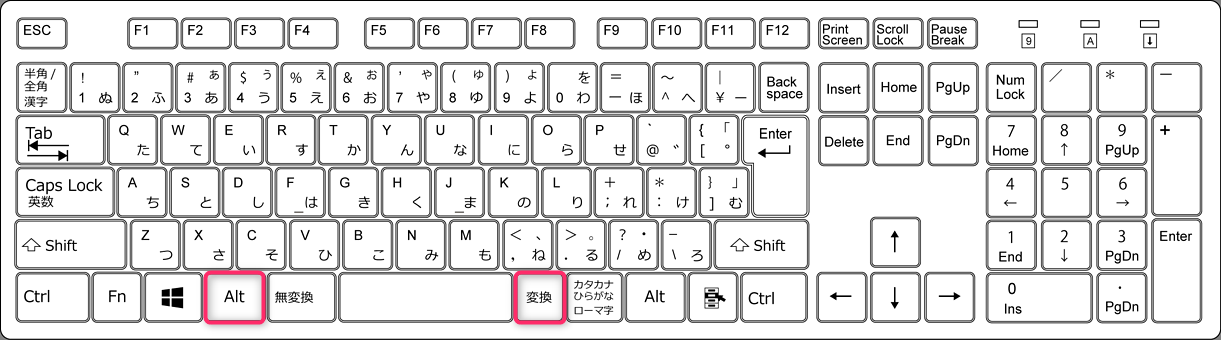 ESC F1 F2 F3 F4 F5 F6 F7 F8 F9 F10 F11 F12 Print Screen Scroll Lock Pause Break 9 A
半角/全角 漢字 ! 1 ぬ " 2 ふ # ぁ 3 あ $ ぅ 4 う % ぇ 5 え & ぉ 6 お ' ゃ 7 や ( ゅ 8 ゆ ) ょ 9 よ を 0 わ = － ほ ～ ^ へ | ¥ ー Back space Insert Home PgUp Num Lock ／ * －
Tab Q た W て E い R す T か Y ん U な I に O ら P せ ` @ ゛ { 「 [ ゜ Enter Delete End PgDn 7 Home 8 ↑ 9 PgUp +
Caps Lock 英数 A ち S と D し F _は G き H く J _ま K の L り + ; れ * : け } 」 ] む 4 ← 5 6 →
⇧ Shift Z つ X さ C そ V ひ B こ N み M も < 、 , ね > 。 . る ? ・ / め _ \ ろ ⇧ Shift ↑ 1 End 2 ↓ 3 PgDn Enter
Ctrl Fn Alt 無変換 変換 カタカナ ひらがな ローマ字 Alt Ctrl ← ↓ → 0 Ins . PgDn